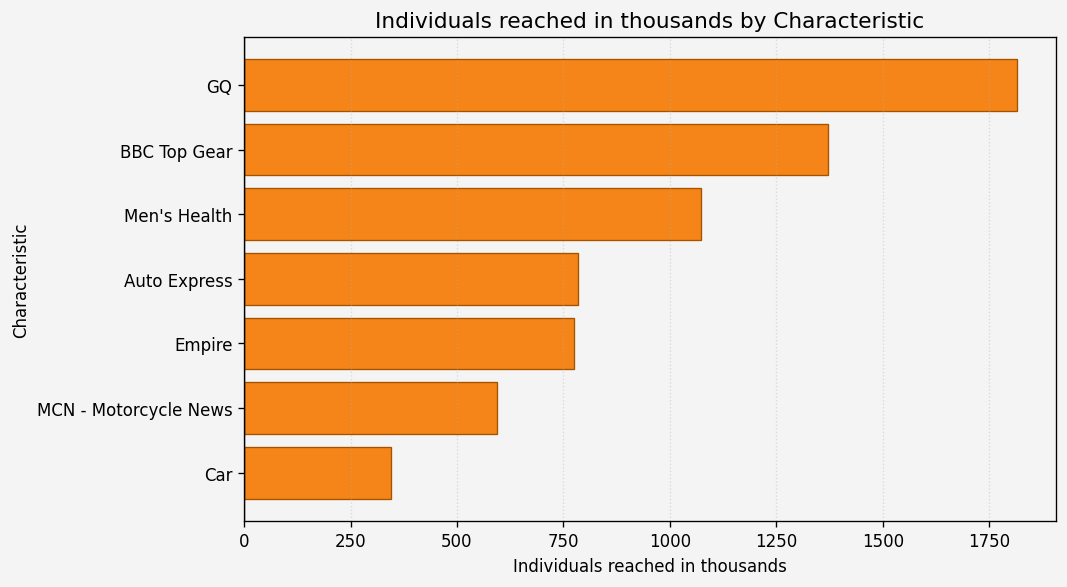 Individuals reached in thousands by Characteristic
Characteristic
GQ
BBC Top Gear
Men's Health
Auto Express
Empire
MCN - Motorcycle News
Car
0 250 500 750 1000 1250 1500 1750
Individuals reached in thousands